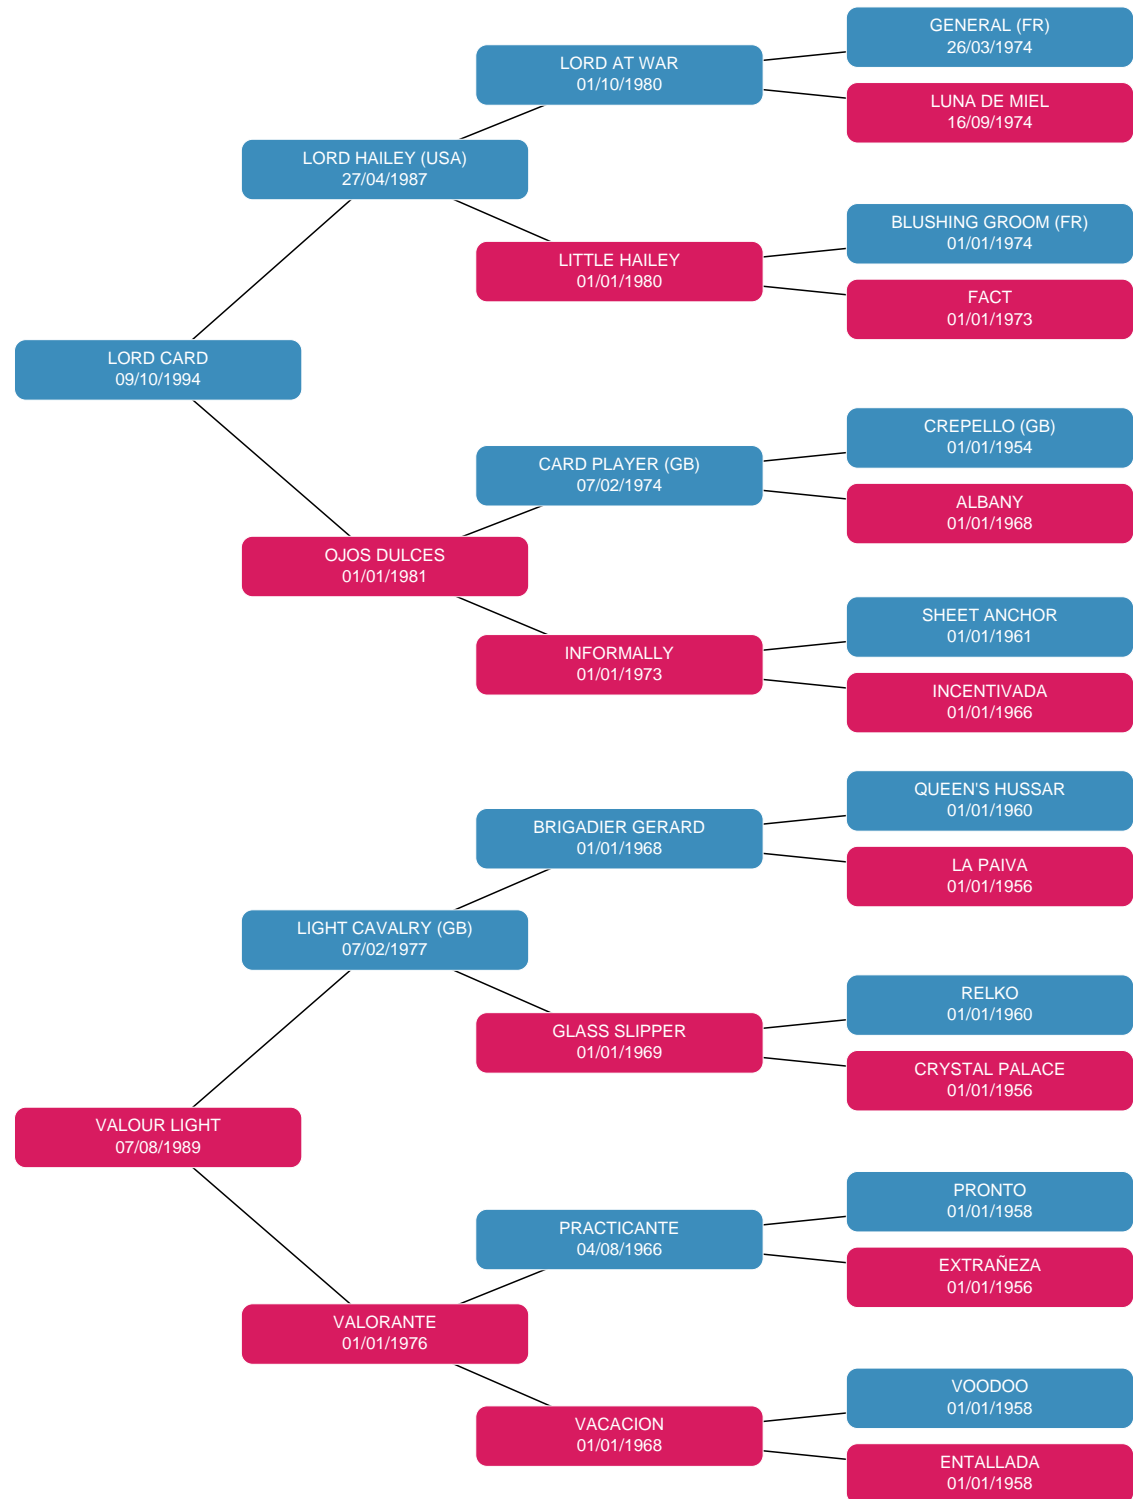 GENERAL (FR)
26/03/1974
LORD AT WAR
01/10/1980
LUNA DE MIEL
16/09/1974
LORD HAILEY (USA)
27/04/1987
BLUSHING GROOM (FR)
01/01/1974
LITTLE HAILEY
01/01/1980
FACT
01/01/1973
LORD CARD
09/10/1994
CREPELLO (GB)
01/01/1954
CARD PLAYER (GB)
07/02/1974
ALBANY
01/01/1968
OJOS DULCES
01/01/1981
SHEET ANCHOR
01/01/1961
INFORMALLY
01/01/1973
INCENTIVADA
01/01/1966
QUEEN'S HUSSAR
01/01/1960
BRIGADIER GERARD
01/01/1968
LA PAIVA
01/01/1956
LIGHT CAVALRY (GB)
07/02/1977
RELKO
01/01/1960
GLASS SLIPPER
01/01/1969
CRYSTAL PALACE
01/01/1956
VALOUR LIGHT
07/08/1989
PRONTO
01/01/1958
PRACTICANTE
04/08/1966
EXTRAÑEZA
01/01/1956
VALORANTE
01/01/1976
VOODOO
01/01/1958
VACACION
01/01/1968
ENTALLADA
01/01/1958